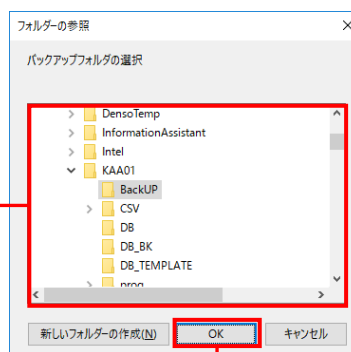 フォルダーの参照
バックアップフォルダの選択
DensoTemp
InformationAssistant
Intel
KAA01
BackUP
CSV
DB
DB_BK
DB_TEMPLATE
prog
新しいフォルダーの作成(N)
OK
キャンセル